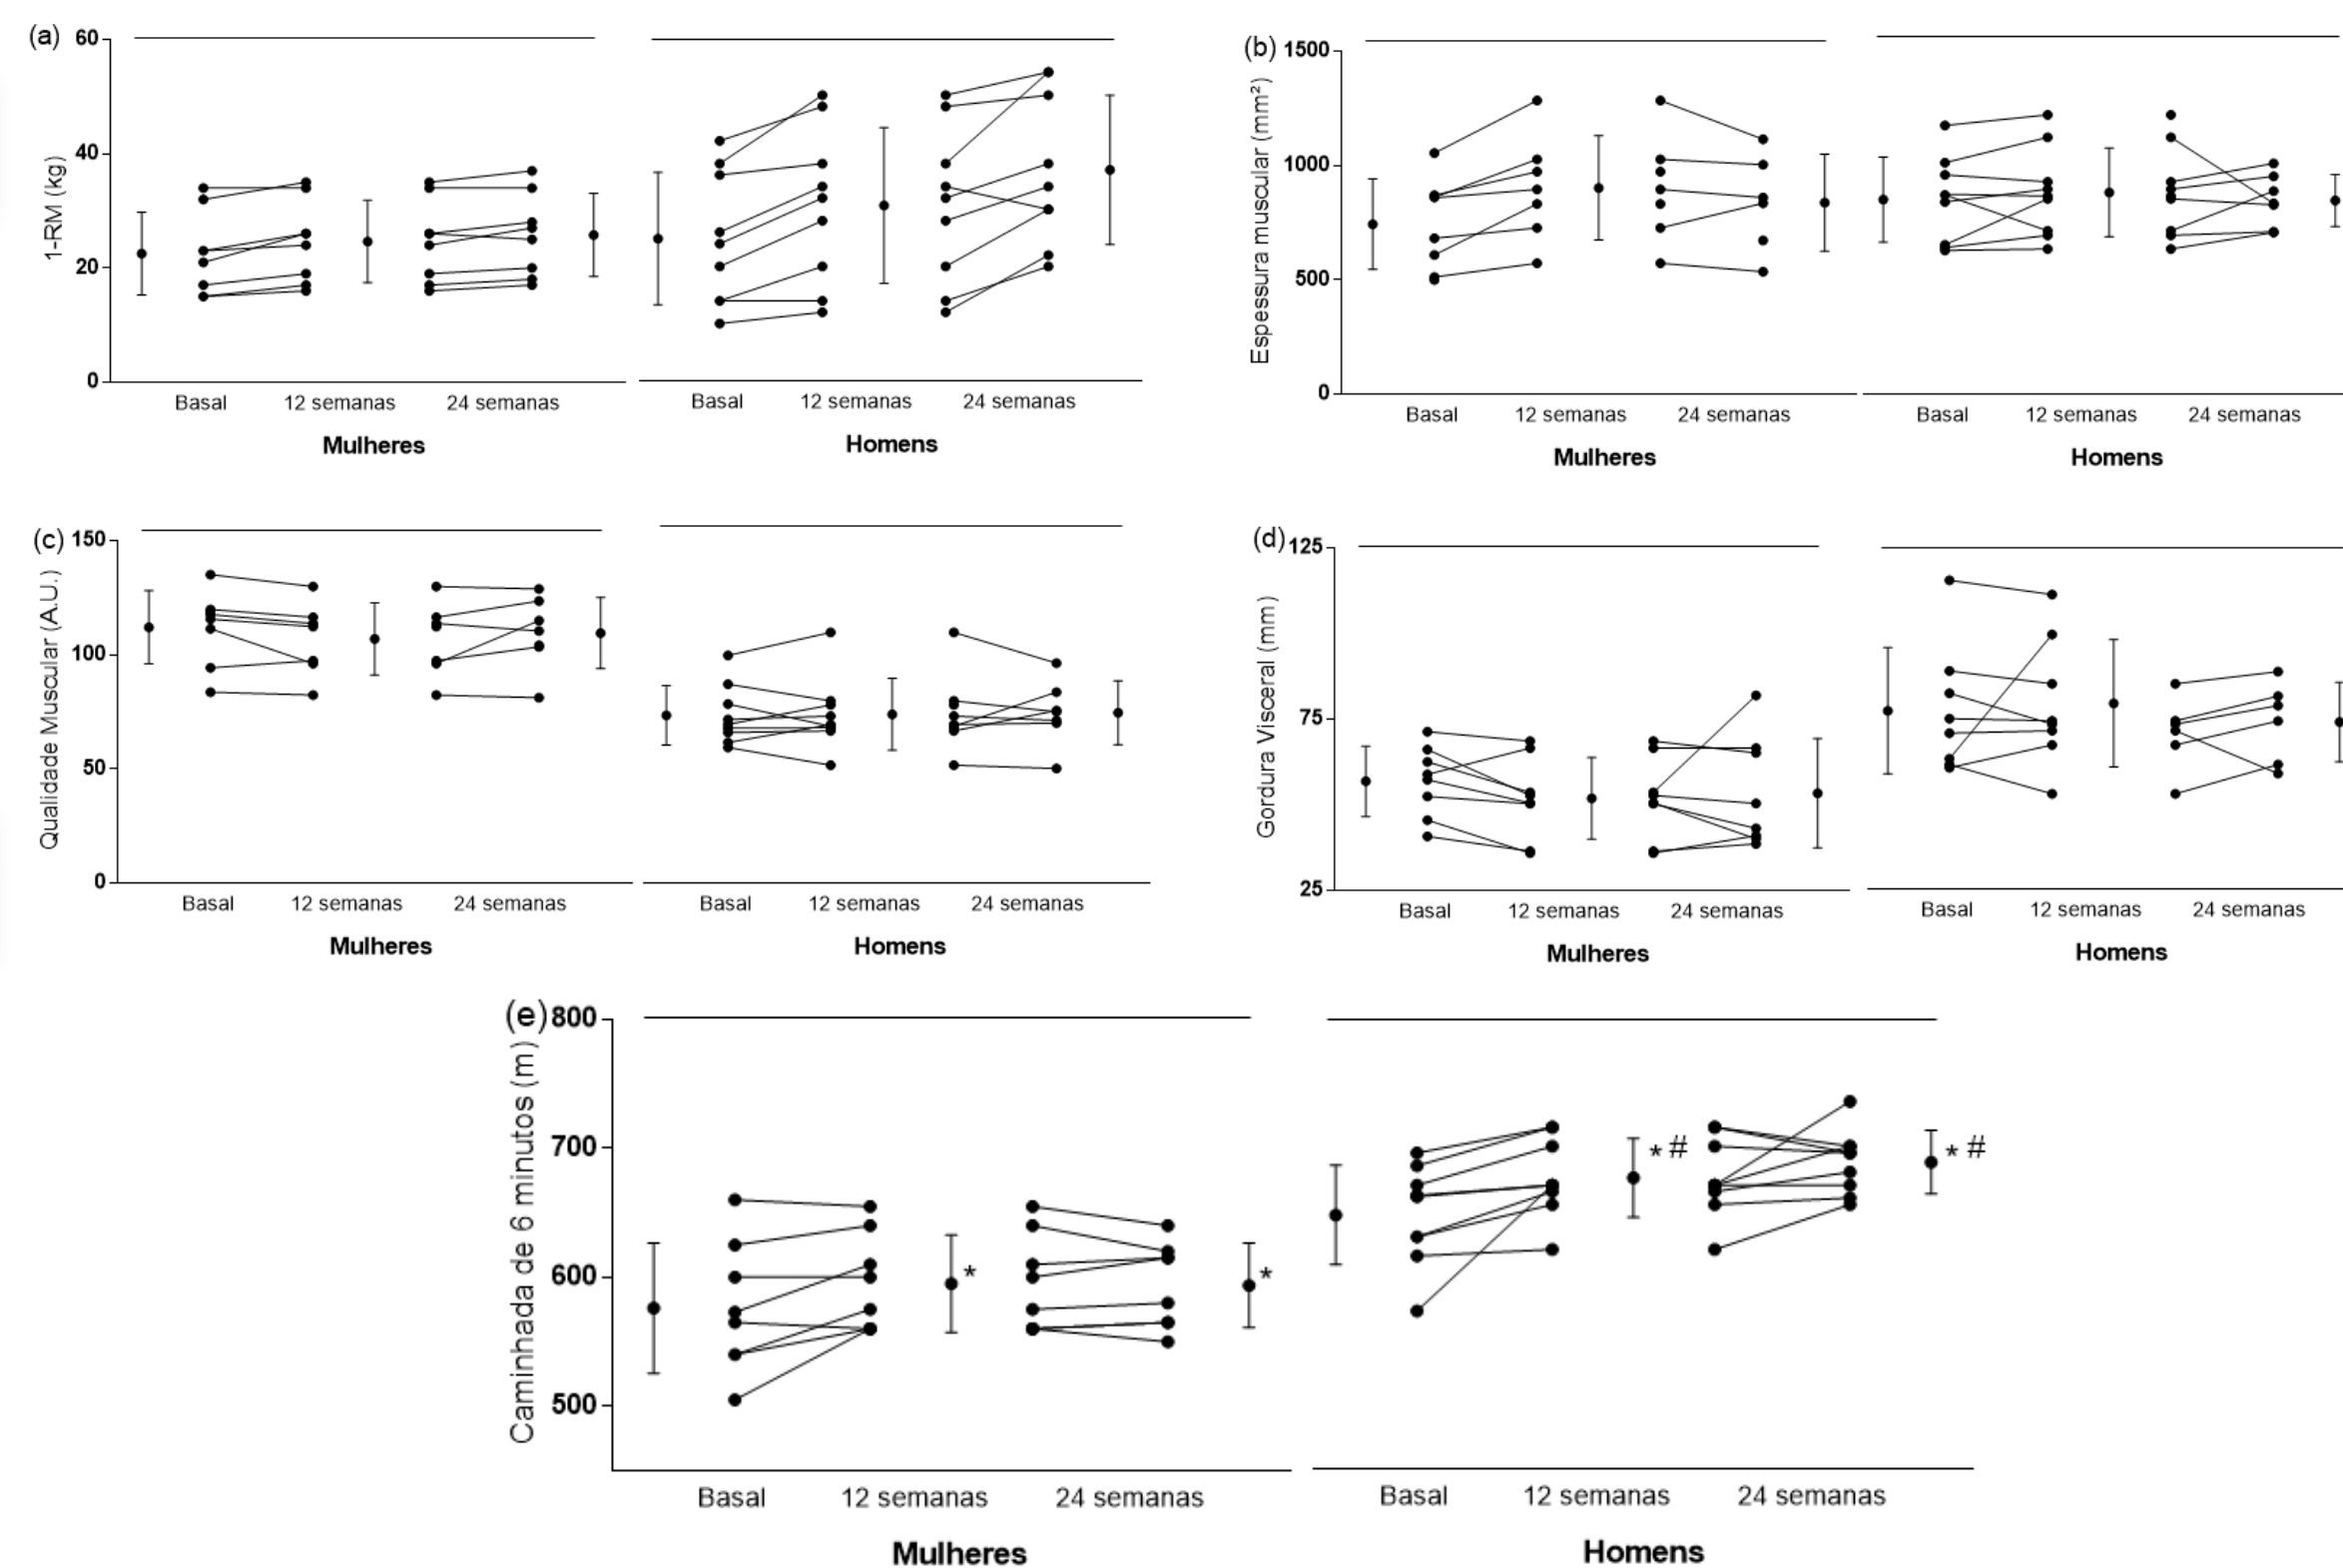 (a) 60
40
20
0
1-RM (kg)
Basal 12 semanas 24 semanas
Mulheres
Basal 12 semanas 24 semanas
Homens
(b) 1500
1000
500
0
Espessura muscular (mm²)
Basal 12 semanas 24 semanas
Mulheres
Basal 12 semanas 24 semanas
Homens
(c) 150
100
50
0
Qualidade Muscular (A.U.)
Basal 12 semanas 24 semanas
Mulheres
Basal 12 semanas 24 semanas
Homens
(d) 125
75
25
Gordura Visceral (mm)
Basal 12 semanas 24 semanas
Mulheres
Basal 12 semanas 24 semanas
Homens
(e) 800
700
600
500
Caminhada de 6 minutos (m)
* *
* # * #
Basal 12 semanas 24 semanas
Mulheres
Basal 12 semanas 24 semanas
Homens